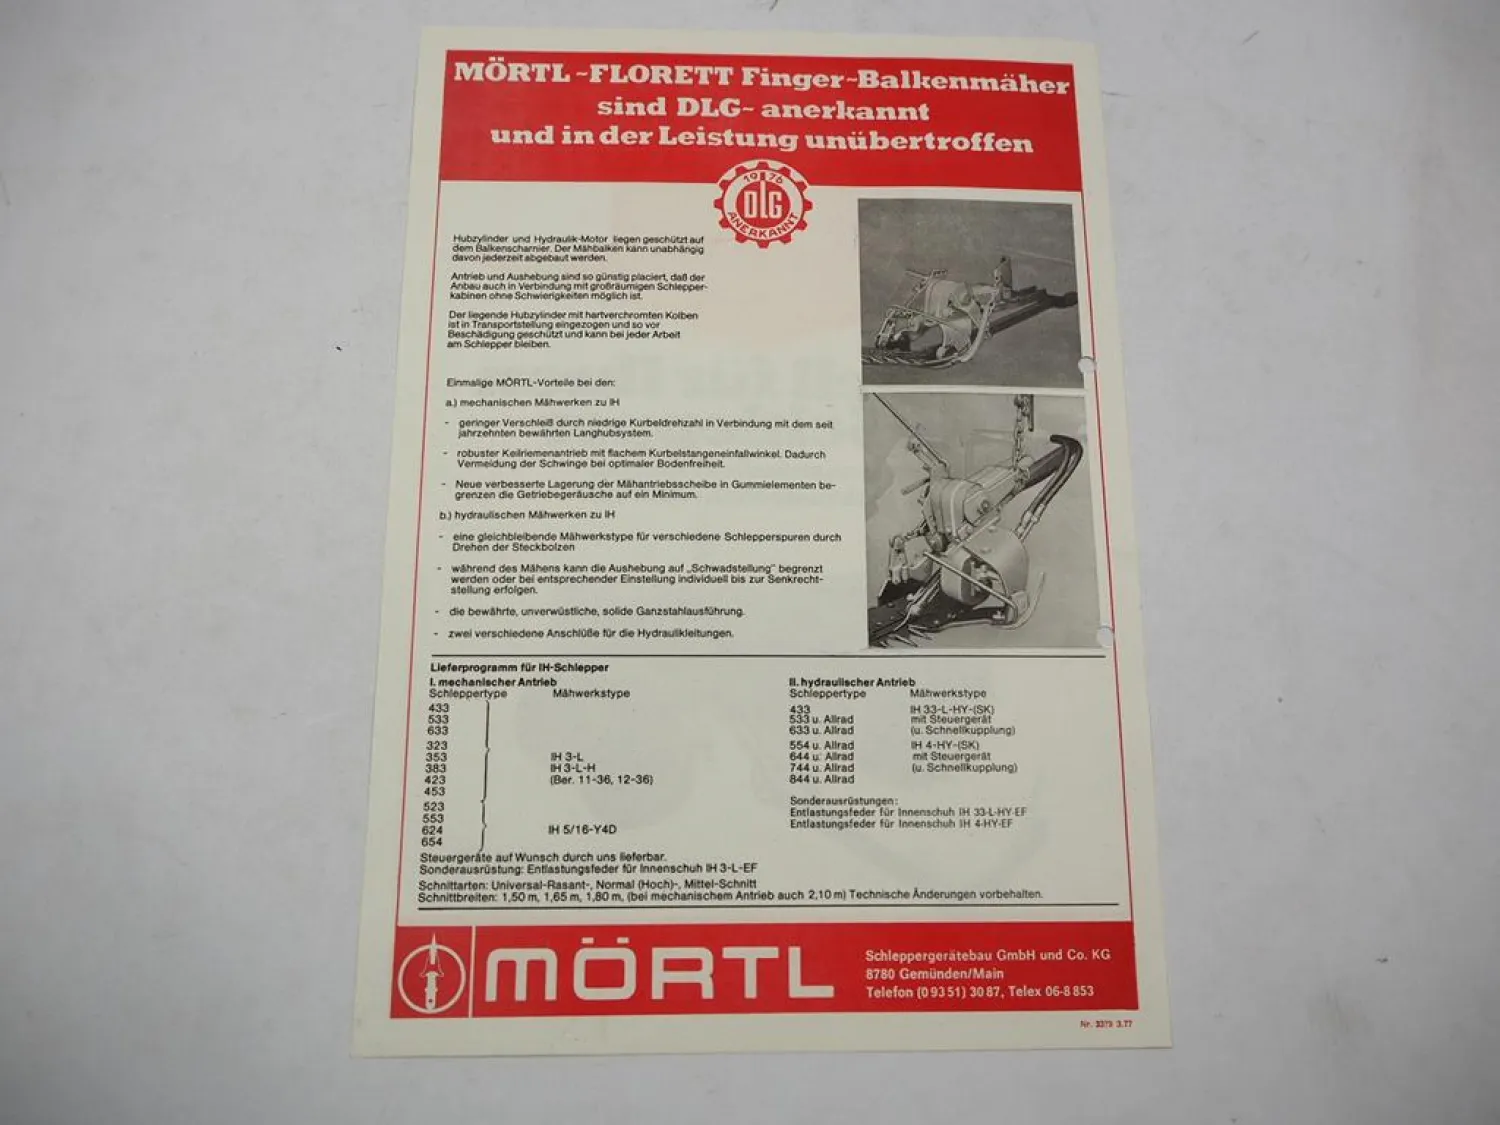 MÖRTL-FLORETT Finger-Balkenmäher
sind DLG- anerkannt
und in der Leistung unübertroffen
1976
DLG
ANERKANNT
Hubzylinder und Hydraulik-Motor liegen geschützt auf
dem Balkenscharnier. Der Mähbalken kann unabhängig
davon jederzeit abgebaut werden.
Antrieb und Aushebung sind so günstig placiert, daß der
Anbau auch in Verbindung mit großräumigen Schlepper-
kabinen ohne Schwierigkeiten möglich ist.
Der liegende Hubzylinder mit hartverchromten Kolben
ist in Transportstellung eingezogen und so vor
Beschädigung geschützt und kann bei jeder Arbeit
am Schlepper bleiben.
Einmalige MÖRTL-Vorteile bei den:
a.) mechanischen Mähwerken zu IH
- geringer Verschleiß durch niedrige Kurbeldrehzahl in Verbindung mit dem seit
jahrzehnten bewährten Langhubsystem.
- robuster Keilriemenantrieb mit flachem Kurbelstangeneinfallwinkel. Dadurch
Vermeidung der Schwinge bei optimaler Bodenfreiheit.
- Neue verbesserte Lagerung der Mähantriebsscheibe in Gummielementen be-
grenzen die Getriebegeräusche auf ein Minimum.
b.) hydraulischen Mähwerken zu IH
- eine gleichbleibende Mähwerkstype für verschiedene Schlepperspuren durch
Drehen der Steckbolzen
- während des Mähens kann die Aushebung auf „Schwadstellung" begrenzt
werden oder bei entsprechender Einstellung individuell bis zur Senkrecht-
stellung erfolgen.
- die bewährte, unverwüstliche, solide Ganzstahlausführung.
- zwei verschiedene Anschlüße für die Hydraulikleitungen.
Lieferprogramm für IH-Schlepper
I. mechanischer Antrieb
Schleppertype Mähwerkstype
433
533
633
323
353 IH 3-L
383 IH 3-L-H
423 (Ber. 11-36, 12-36)
453
523
553
624 IH 5/16-Y4D
654
Steuergeräte auf Wunsch durch uns lieferbar.
Sonderausrüstung: Entlastungsfeder für Innenschuh IH 3-L-EF
II. hydraulischer Antrieb
Schleppertype Mähwerkstype
433 IH 33-L-HY-(SK)
533 u. Allrad mit Steuergerät
633 u. Allrad (u. Schnellkupplung)
554 u. Allrad IH 4-HY-(SK)
644 u. Allrad mit Steuergerät
744 u. Allrad (u. Schnellkupplung)
844 u. Allrad
Sonderausrüstungen:
Entlastungsfeder für Innenschuh IH 33-L-HY-EF
Entlastungsfeder für Innenschuh IH 4-HY-EF
Schnittarten: Universal-Rasant-, Normal (Hoch)-, Mittel-Schnitt
Schnittbreiten: 1,50 m, 1,65 m, 1,80 m, (bei mechanischem Antrieb auch 2,10 m) Technische Änderungen vorbehalten.
MÖRTL
Schleppergerätebau GmbH und Co. KG
8780 Gemünden/Main
Telefon (0 93 51) 30 87, Telex 06-8 853
Nr. 3.77